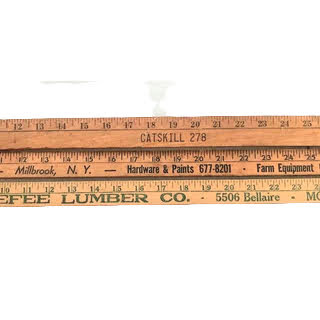 12 13 14 15 16 17 18 19 20 21 22 23 24 25
CATSKILL 278
12 13 14 15 16 17 18 19 20 21 22 23 24 25
- Millbrook, N. Y. — Hardware & Paints 677-8201 · Farm Equipment
10 11 12 13 14 15 16 17 18 19 20 21 22 23 24
EFEE LUMBER CO. · 5506 Bellaire · MO